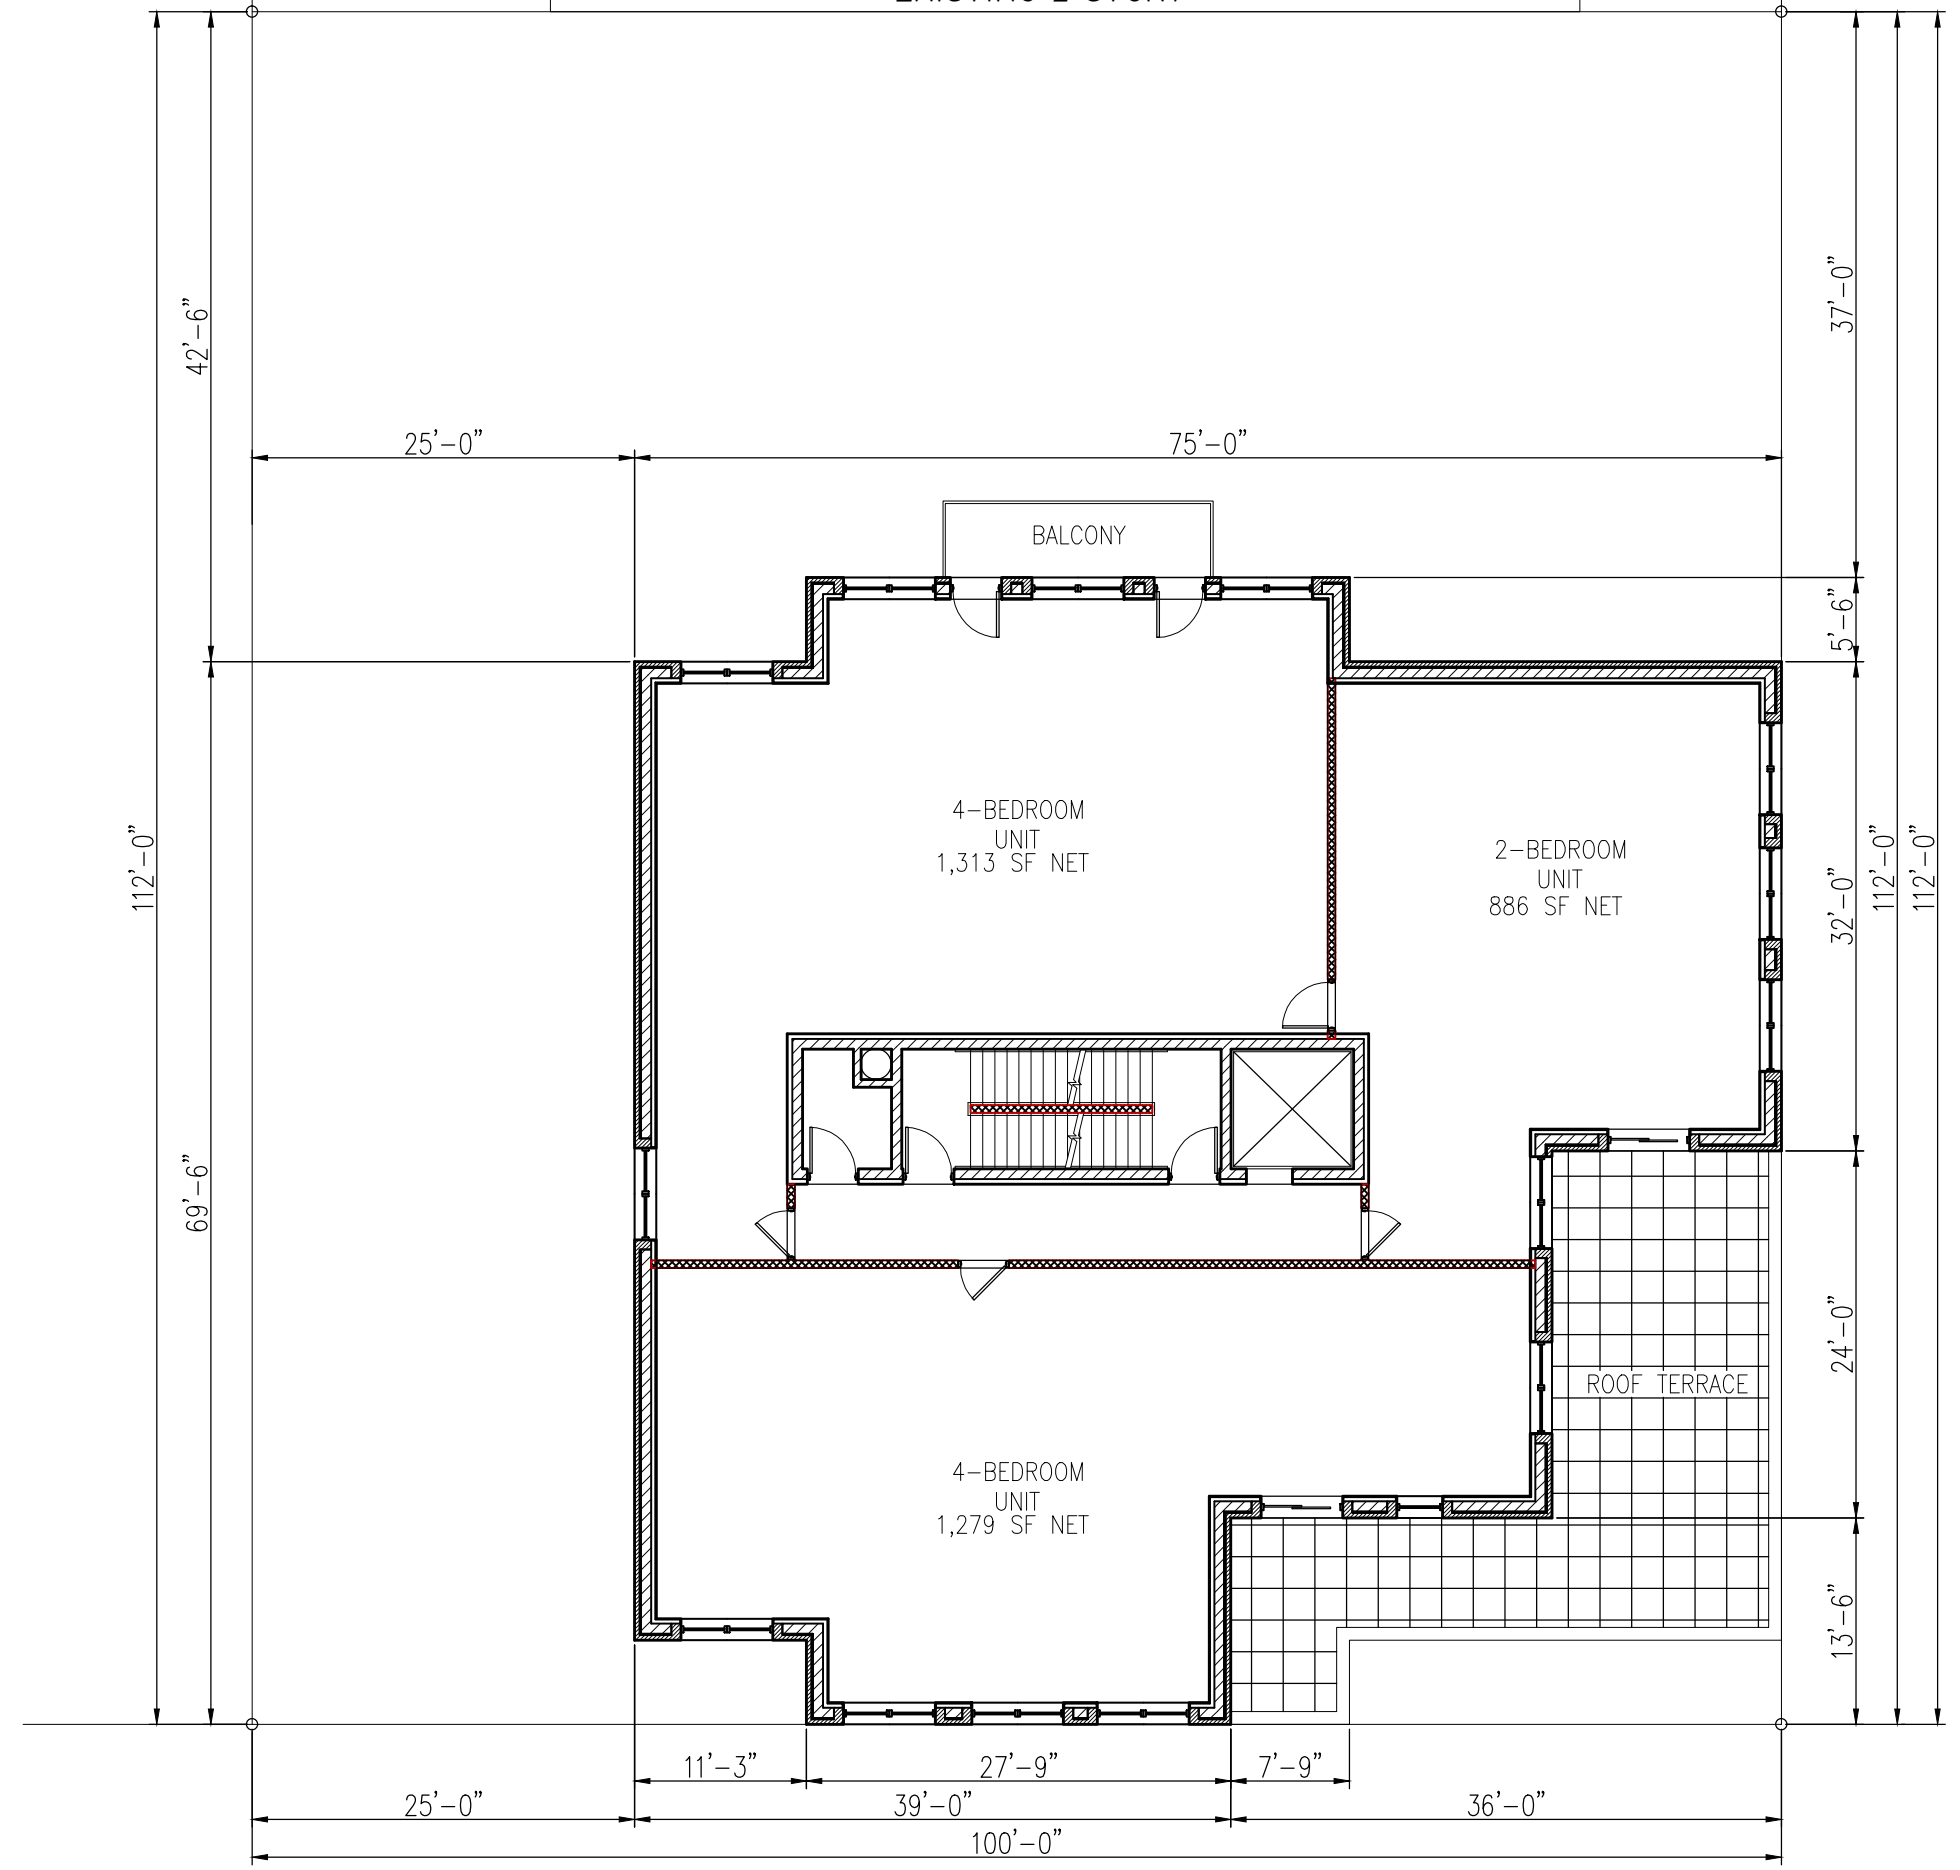 42'-6"
37'-0"
25'-0"
75'-0"
BALCONY
5'-6"
4-BEDROOM
UNIT
1,313 SF NET
2-BEDROOM
UNIT
886 SF NET
112'-0"
32'-0"
112'-0"
112'-0"
69'-6"
24'-0"
ROOF TERRACE
4-BEDROOM
UNIT
1,279 SF NET
13'-6"
11'-3"
27'-9"
7'-9"
25'-0"
39'-0"
36'-0"
100'-0"